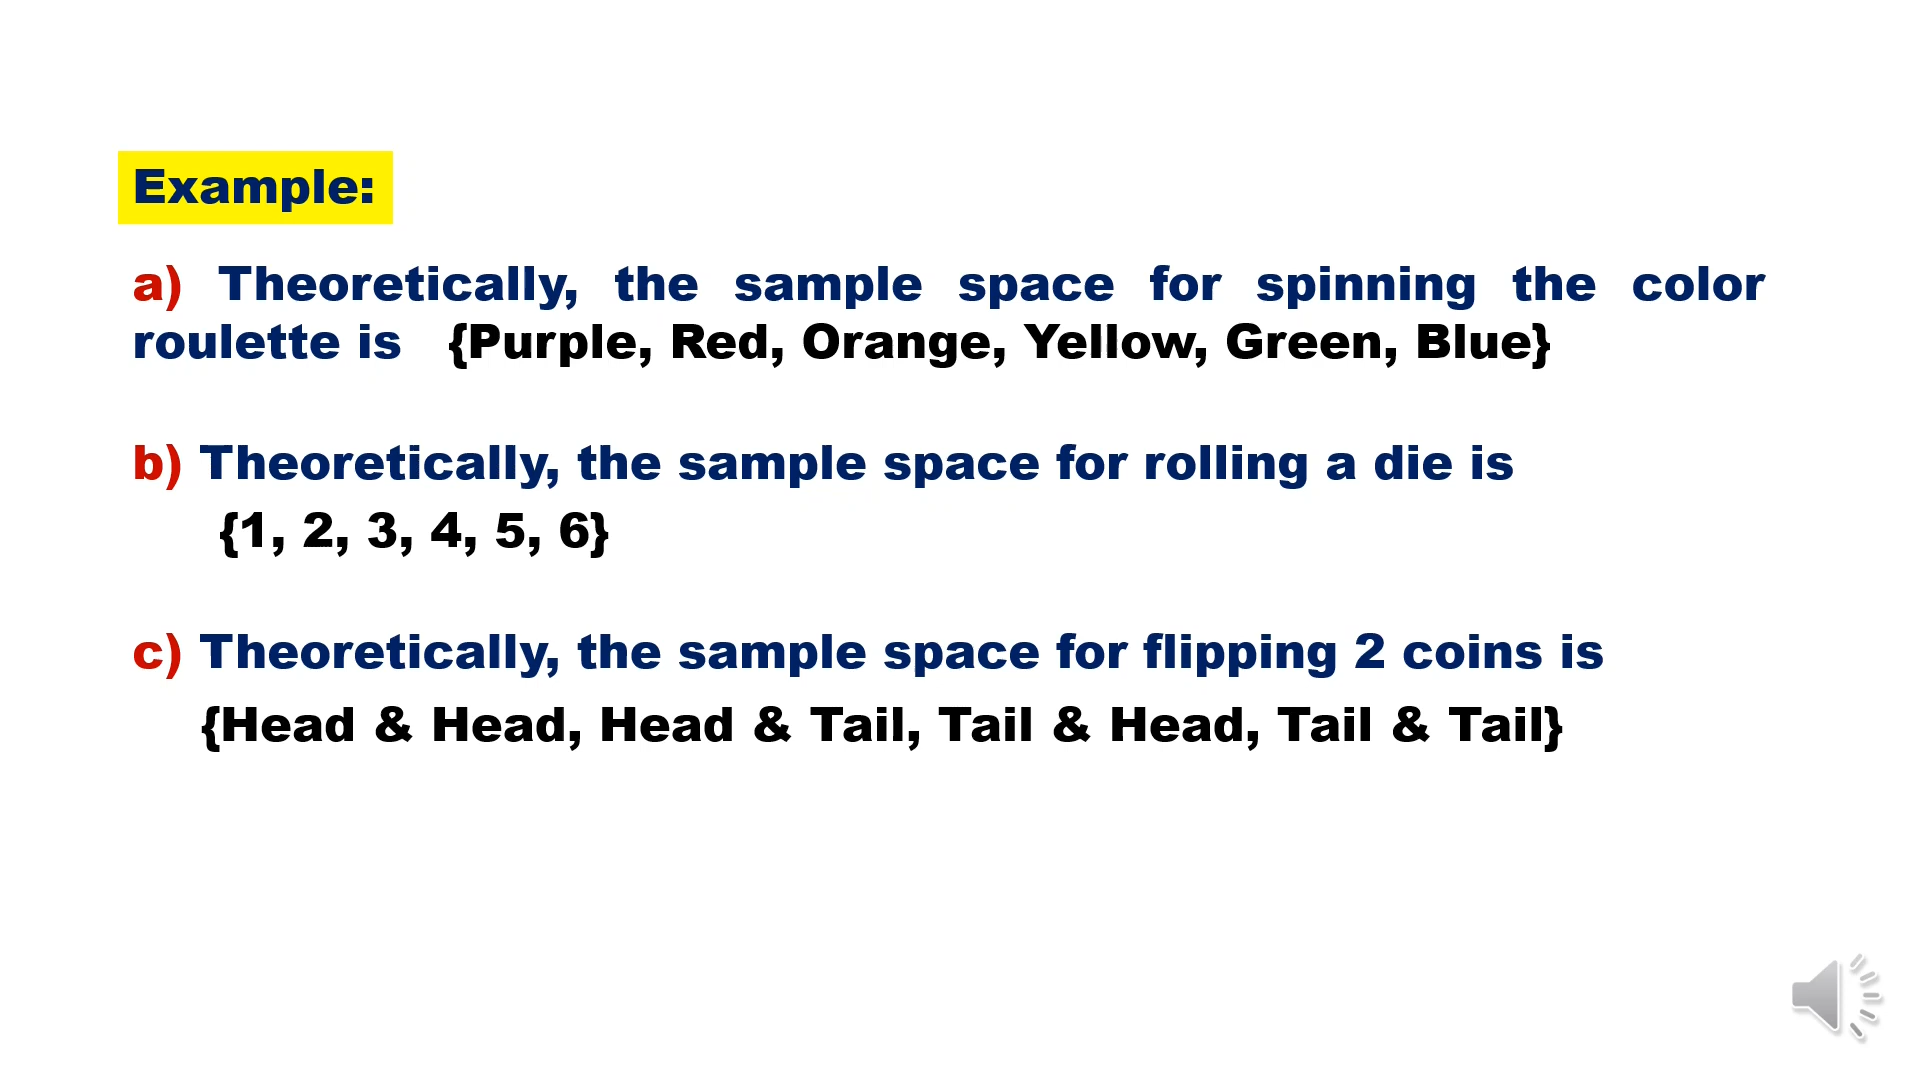 Example:
a) Theoretically, the sample space for spinning the color
roulette is {Purple, Red, Orange, Yellow, Green, Blue}
b) Theoretically, the sample space for rolling a die is
{1, 2, 3, 4, 5, 6}
c) Theoretically, the sample space for flipping 2 coins is
{Head & Head, Head & Tail, Tail & Head, Tail & Tail}